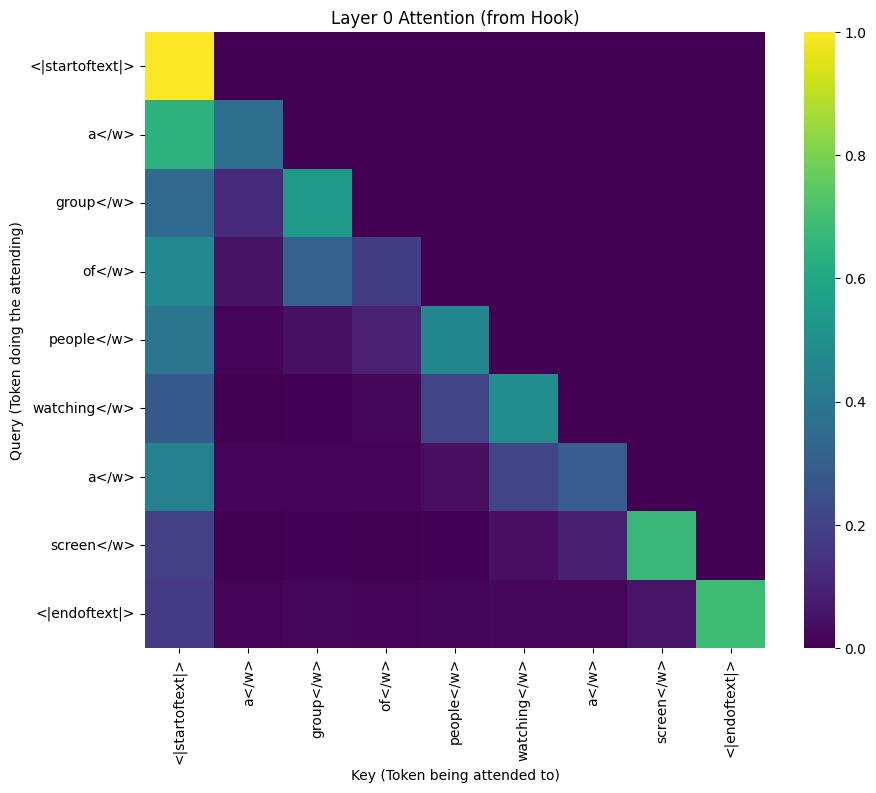 Layer 0 Attention (from Hook)
Query (Token doing the attending)
<|startoftext|>
a</w>
group</w>
of</w>
people</w>
watching</w>
a</w>
screen</w>
<|endoftext|>
<|startoftext|>
a</w>
group</w>
of</w>
people</w>
watching</w>
a</w>
screen</w>
<|endoftext|>
Key (Token being attended to)
1.0
0.8
0.6
0.4
0.2
0.0